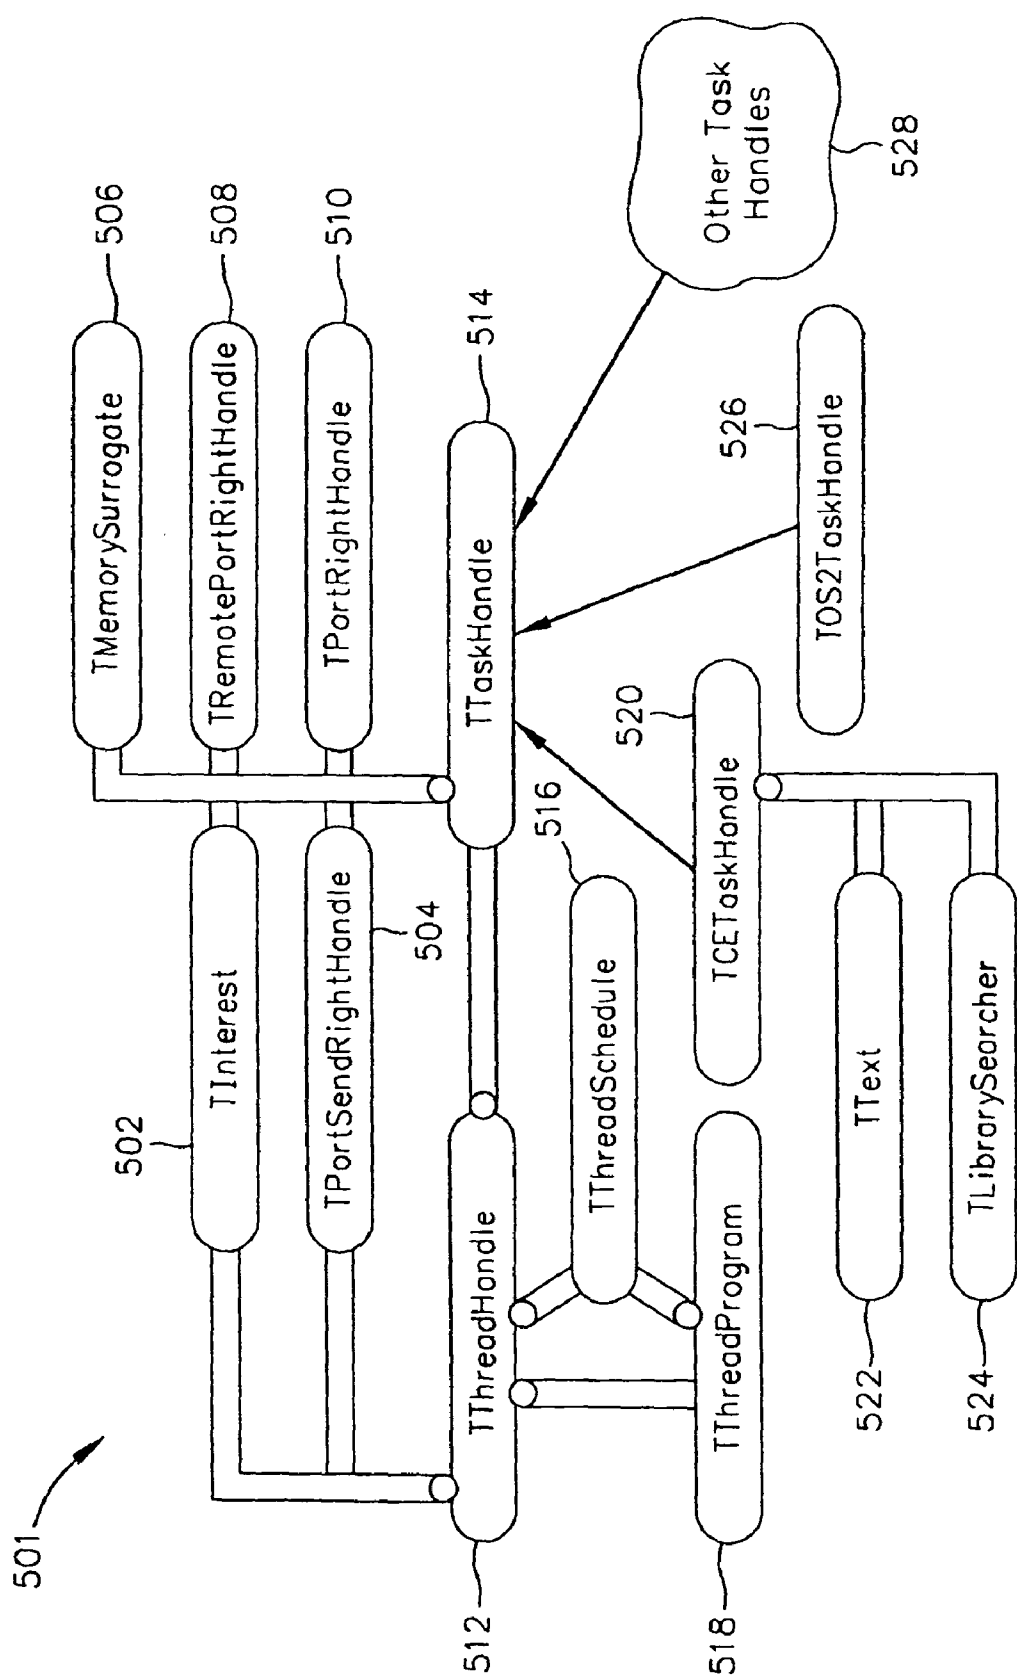 501
502
TInterest
504
TPortSendRightHandle
506
TMemorySurrogate
508
TRemotePortRightHandle
510
TPortRightHandle
512
TThreadHandle
514
TTaskHandle
516
TThreadSchedule
518
TThreadProgram
520
TCETaskHandle
522
TText
524
TLibrarySearcher
526
TOS2TaskHandle
Other Task
Handles
528